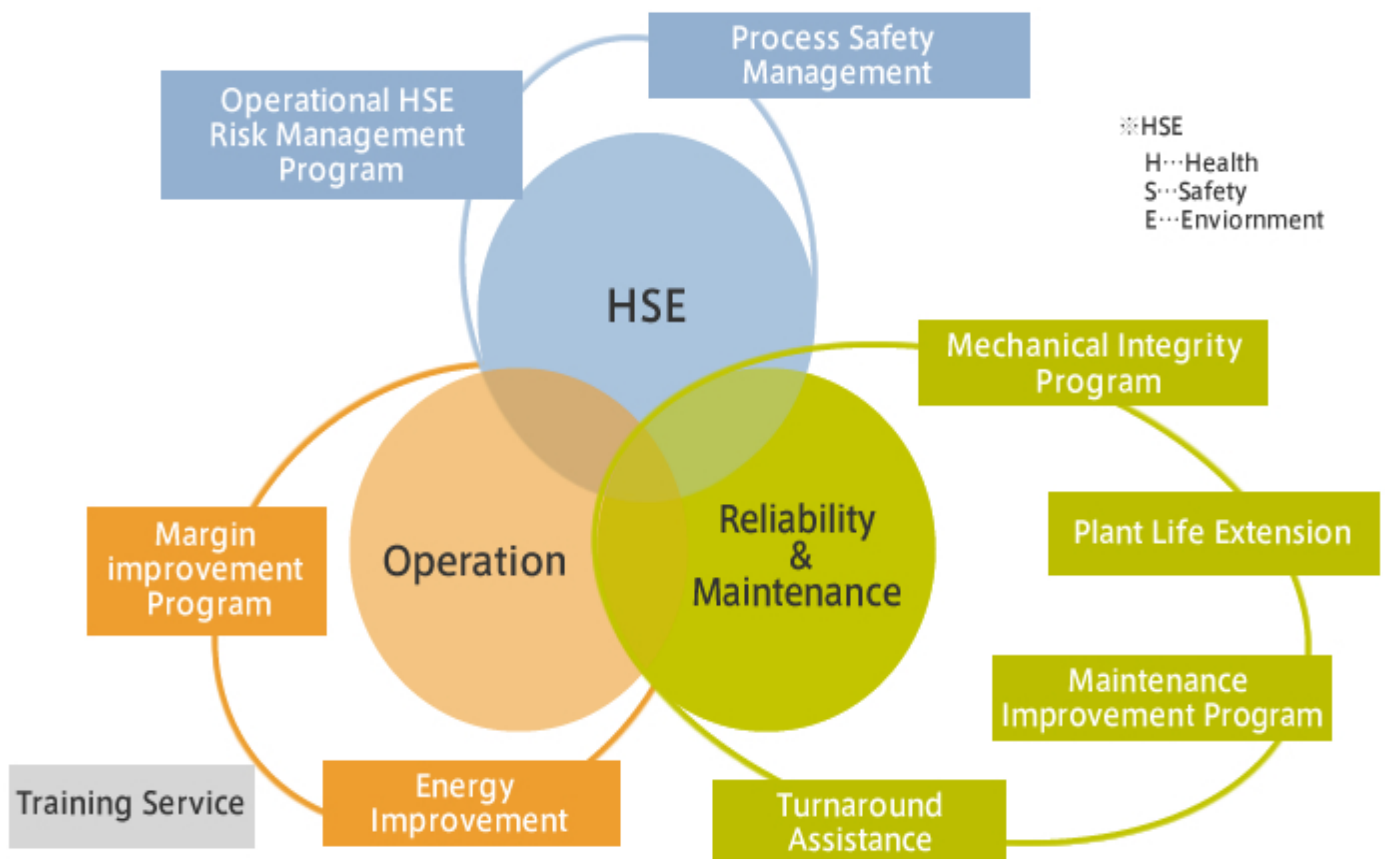 Process Safety
Management
Operational HSE
Risk Management
Program
※HSE
H···Health
S···Safety
E···Enviornment
HSE
Mechanical Integrity
Program
Margin
improvement
Program
Operation
Reliability
&
Maintenance
Plant Life Extension
Maintenance
Improvement Program
Training Service
Energy
Improvement
Turnaround
Assistance